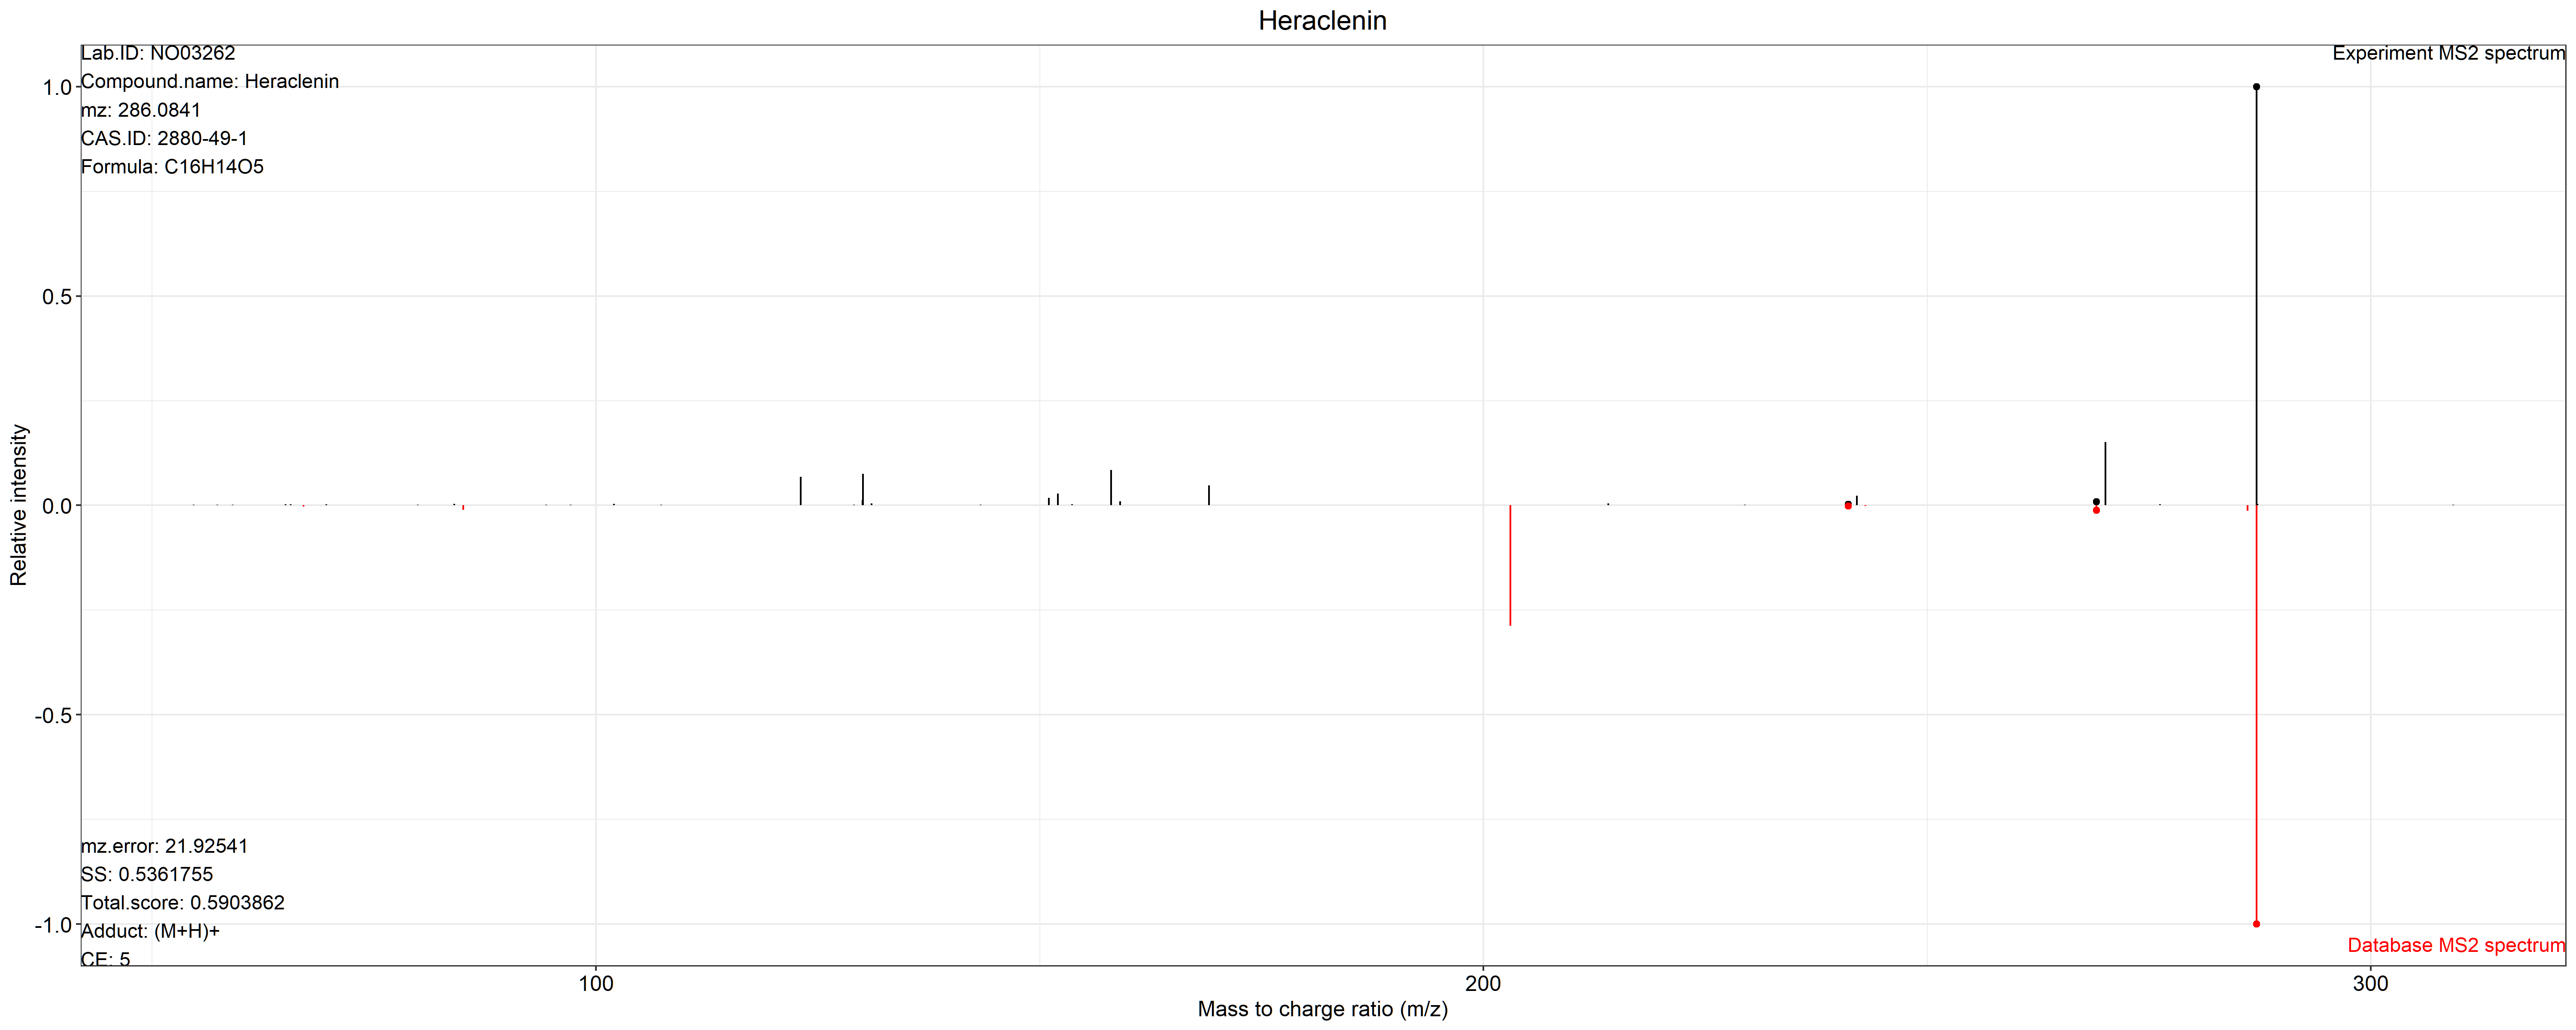 Heraclenin
Lab.ID: NO03262
Compound.name: Heraclenin
mz: 286.0841
CAS.ID: 2880-49-1
Formula: C16H14O5
Experiment MS2 spectrum
1.0
0.5
0.0
-0.5
-1.0
Relative intensity
mz.error: 21.92541
SS: 0.5361755
Total.score: 0.5903862
Adduct: (M+H)+
CE: 5
Database MS2 spectrum
100
200
300
Mass to charge ratio (m/z)